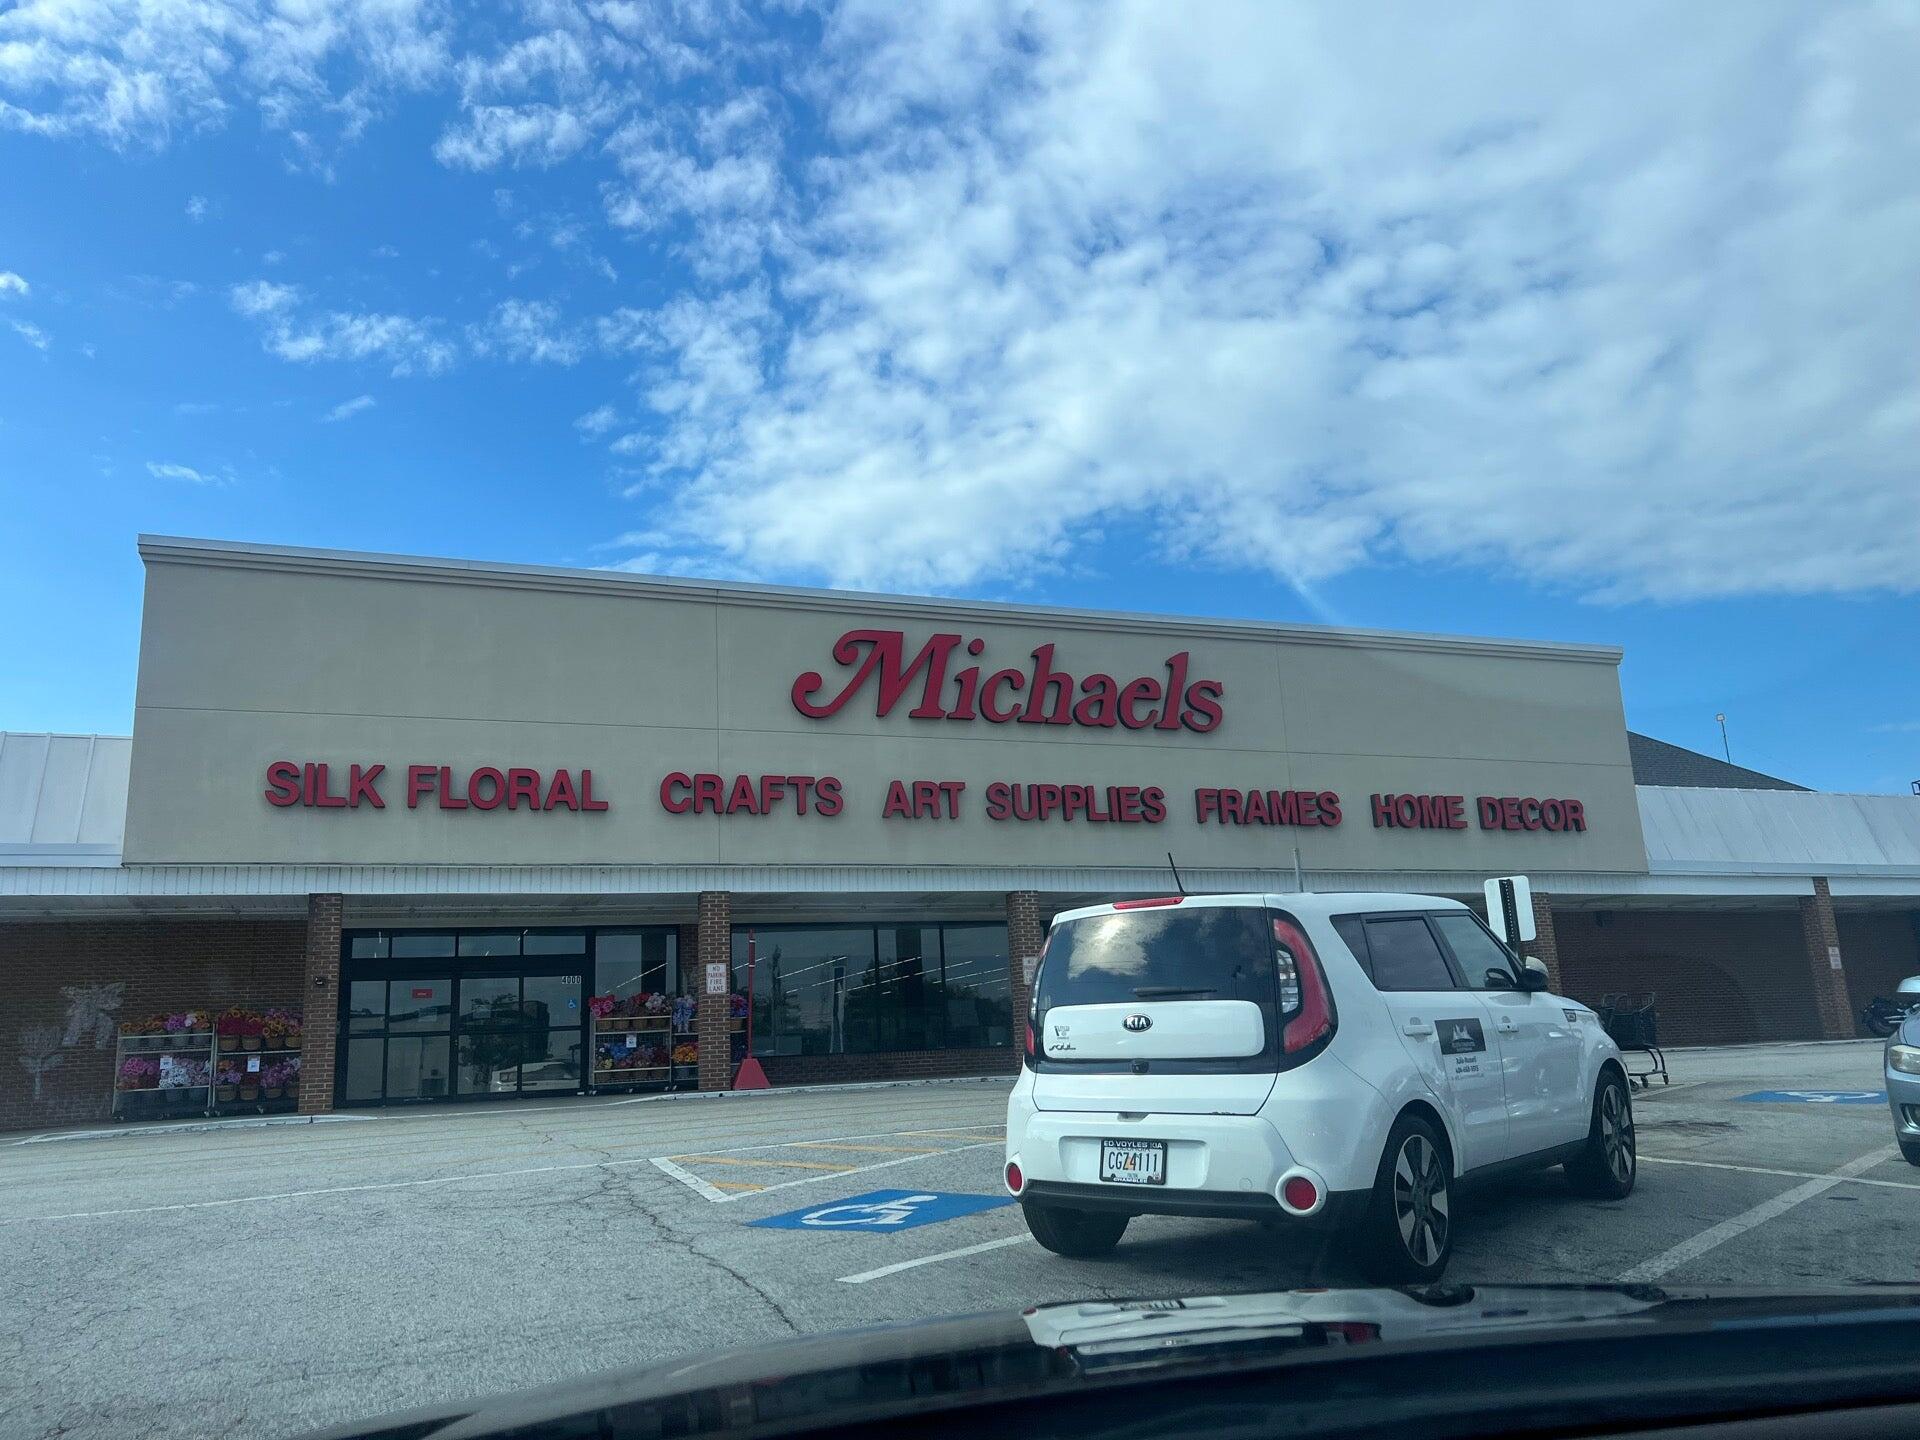 Michaels
SILK FLORAL CRAFTS ART SUPPLIES FRAMES HOME DECOR
4000
NO
PARKING
FIRE
LANE
KIA
soul
ED VOYLES KIA
CGZ4111
CHAMBLEE